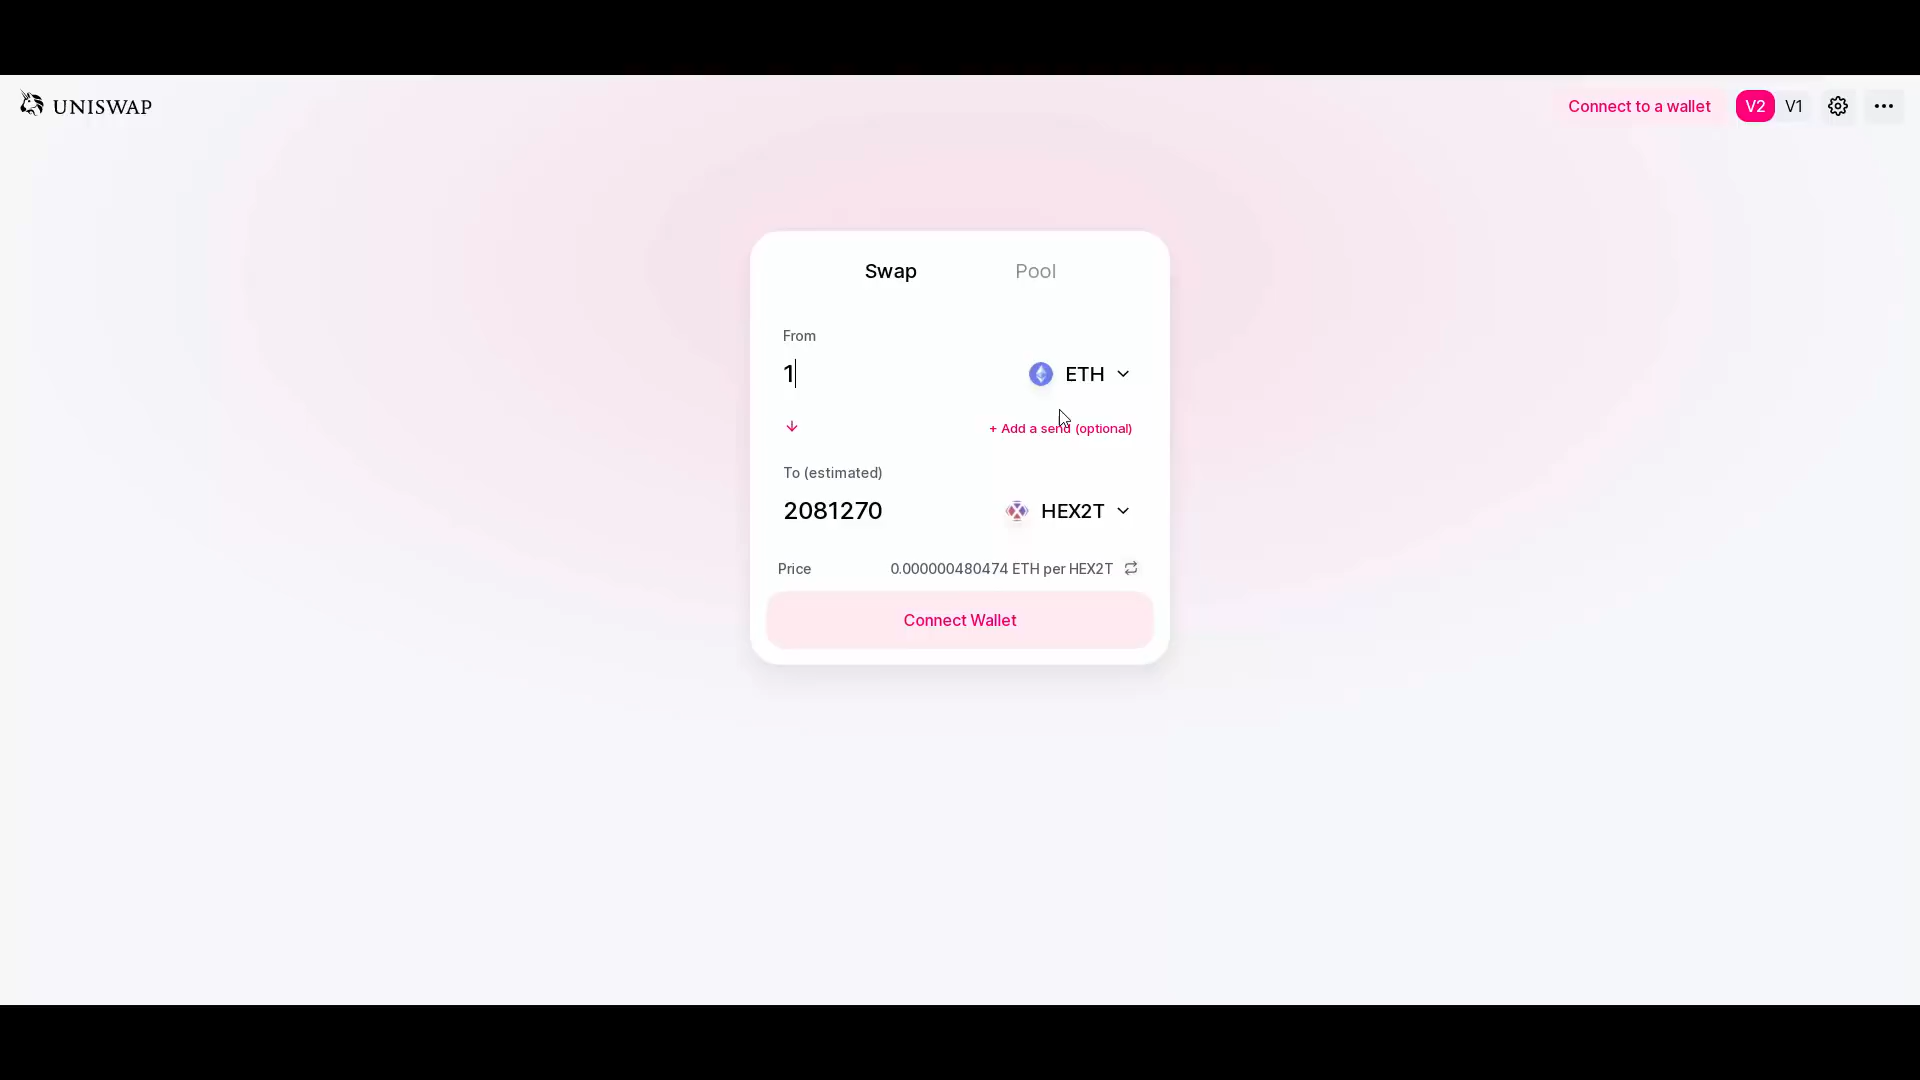 UNISWAP
Connect to a wallet V2 V1
Swap Pool
From
1 ETH
+ Add a send (optional)
To (estimated)
2081270 HEX2T
Price 0.000000480474 ETH per HEX2T
Connect Wallet